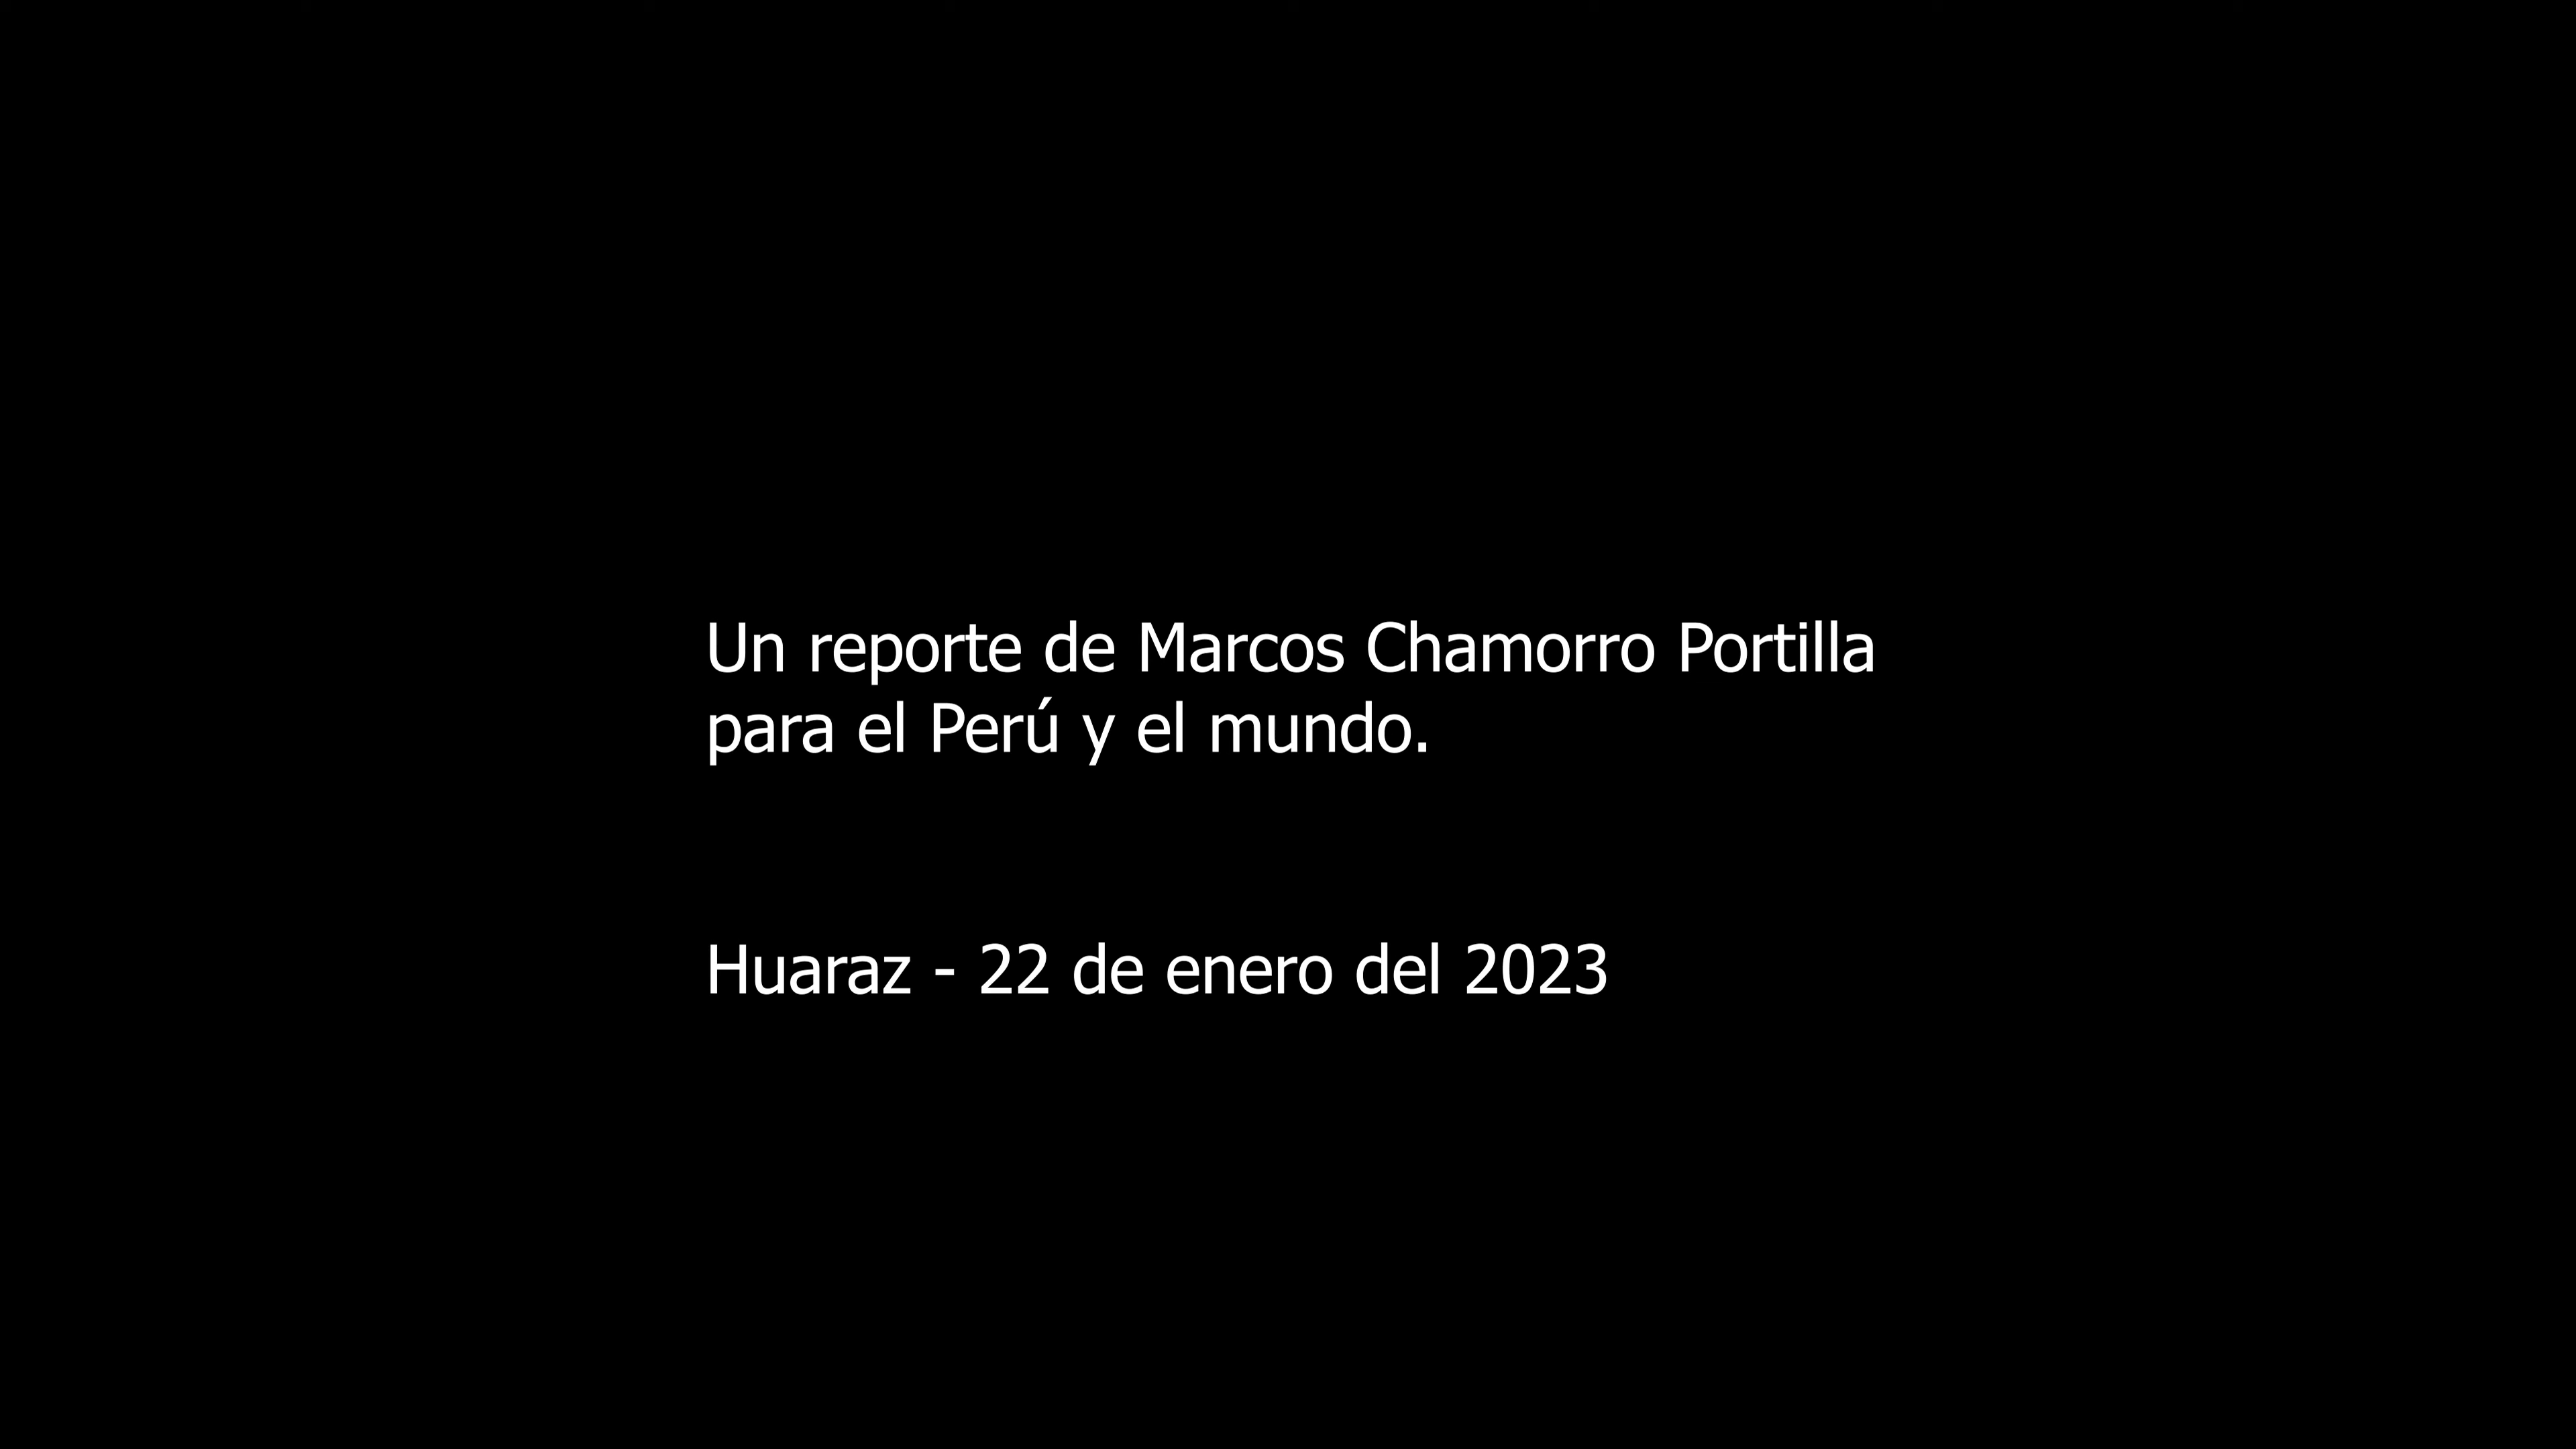 Un reporte de Marcos Chamorro Portilla
para el Perú y el mundo.
Huaraz - 22 de enero del 2023